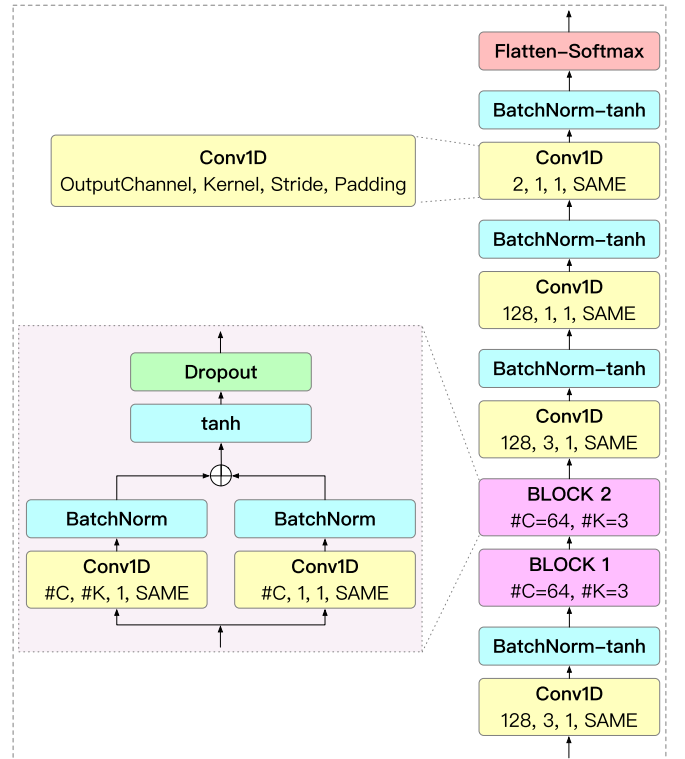 Flatten-Softmax
BatchNorm-tanh
Conv1D
OutputChannel, Kernel, Stride, Padding
Conv1D
2, 1, 1, SAME
BatchNorm-tanh
Conv1D
128, 1, 1, SAME
BatchNorm-tanh
Conv1D
128, 3, 1, SAME
Dropout
tanh
BatchNorm
BatchNorm
Conv1D
#C, #K, 1, SAME
Conv1D
#C, 1, 1, SAME
BLOCK 2
#C=64, #K=3
BLOCK 1
#C=64, #K=3
BatchNorm-tanh
Conv1D
128, 3, 1, SAME